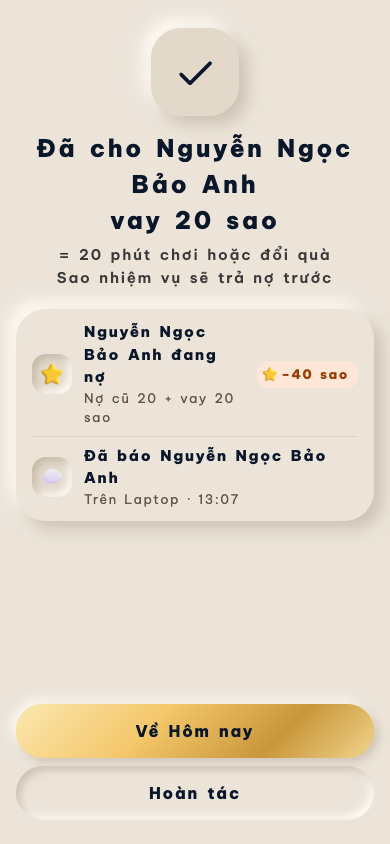 Đã cho Nguyễn Ngọc
Bảo Anh
vay 20 sao
= 20 phút chơi hoặc đổi quà
Sao nhiệm vụ sẽ trả nợ trước
Nguyễn Ngọc
Bảo Anh đang
nợ
Nợ cũ 20 + vay 20
sao
−40 sao
Đã báo Nguyễn Ngọc Bảo
Anh
Trên Laptop · 13:07
Về Hôm nay
Hoàn tác